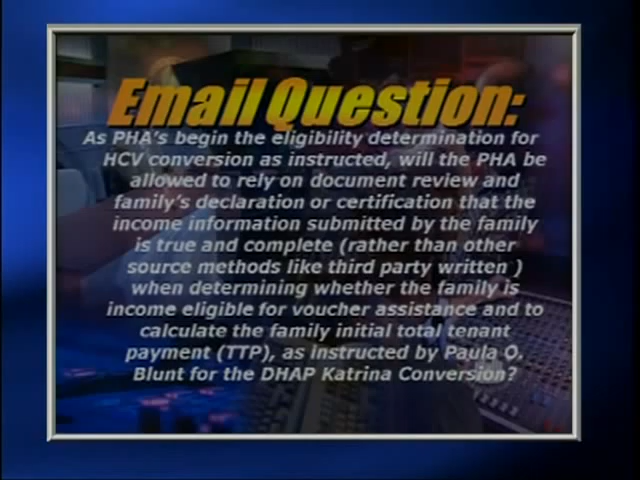 Email Question:
As PHA's begin the eligibility determination for
HCV conversion as instructed, will the PHA be
allowed to rely on document review and
family's declaration or certification that the
income information submitted by the family
is true and complete (rather than other
source methods like third party written )
when determining whether the family is
income eligible for voucher assistance and to
calculate the family initial total tenant
payment (TTP), as instructed by Paula O.
Blunt for the DHAP Katrina Conversion?